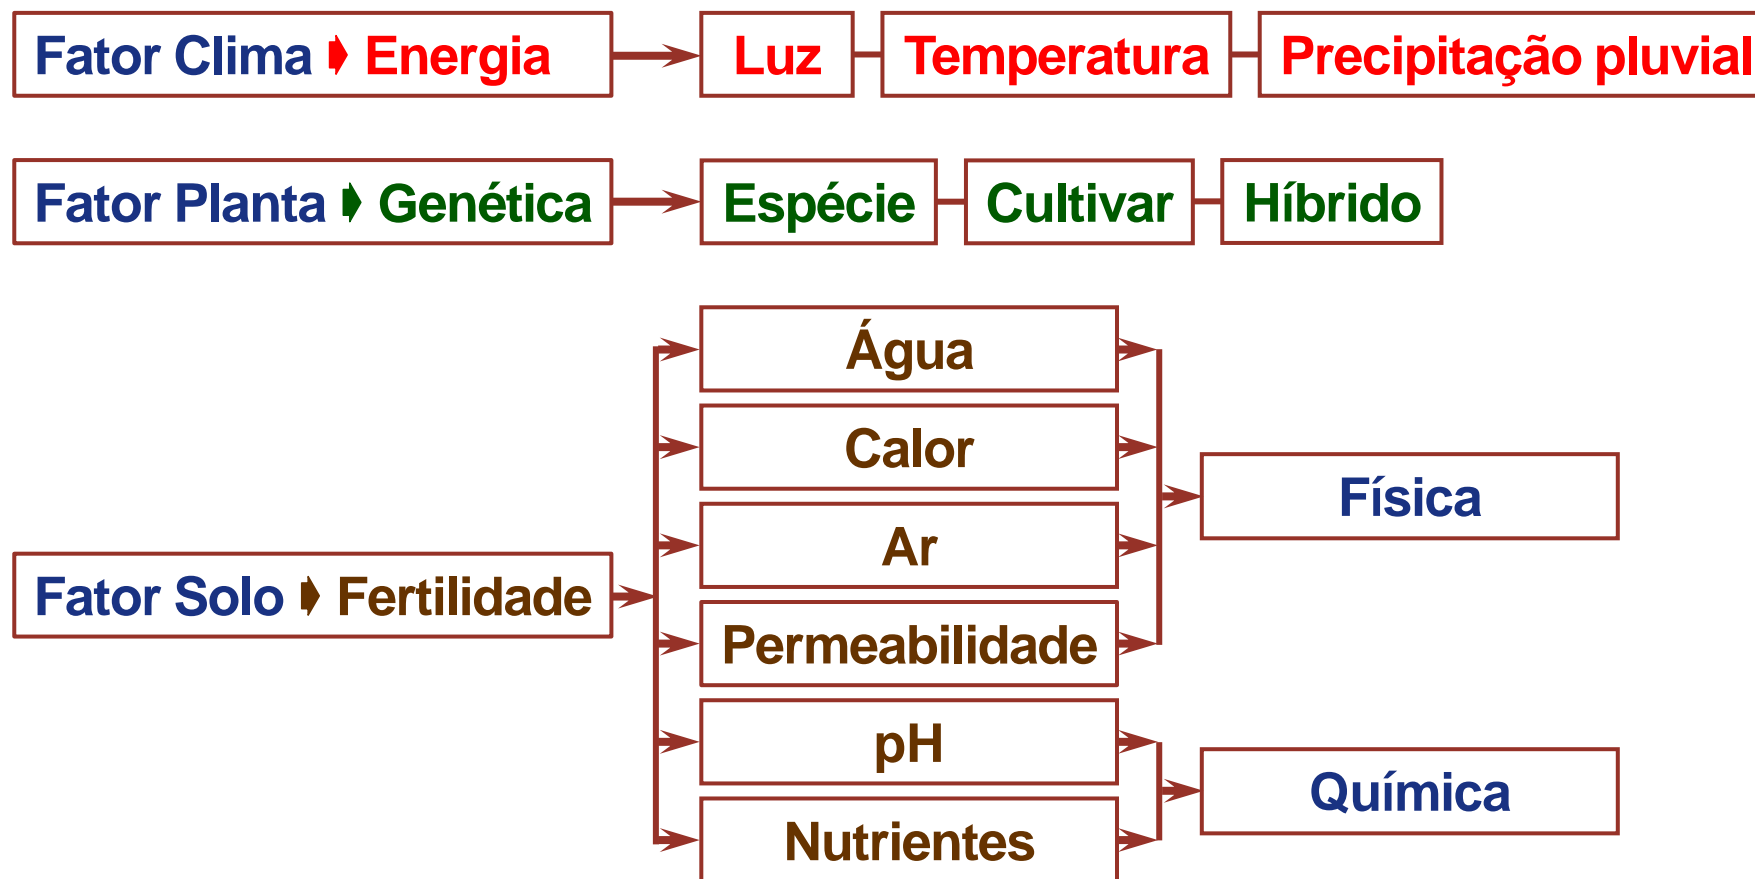 Fator Clima ➧ Energia
Luz
Temperatura
Precipitação pluvial
Fator Planta ➧ Genética
Espécie
Cultivar
Híbrido
Fator Solo ➧ Fertilidade
Água
Calor
Ar
Permeabilidade
pH
Nutrientes
Física
Química